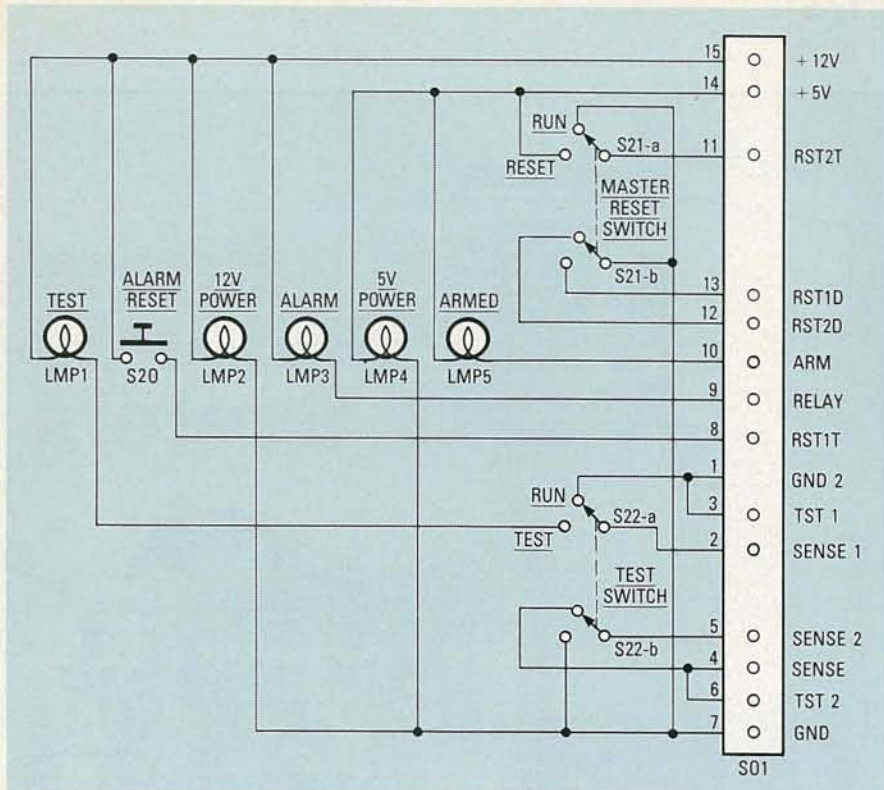 15
+ 12V
14
+ 5V
RUN
S21-a
11
RST2T
RESET
MASTER
RESET
SWITCH
S21-b
13
RST1D
12
RST2D
TEST
ALARM
RESET
12V
POWER
ALARM
5V
POWER
ARMED
10
ARM
LMP1
S20
LMP2
LMP3
LMP4
LMP5
9
RELAY
8
RST1T
1
GND 2
RUN
S22-a
3
TST 1
TEST
2
SENSE 1
TEST
SWITCH
S22-b
5
SENSE 2
4
SENSE
6
TST 2
7
GND
S01